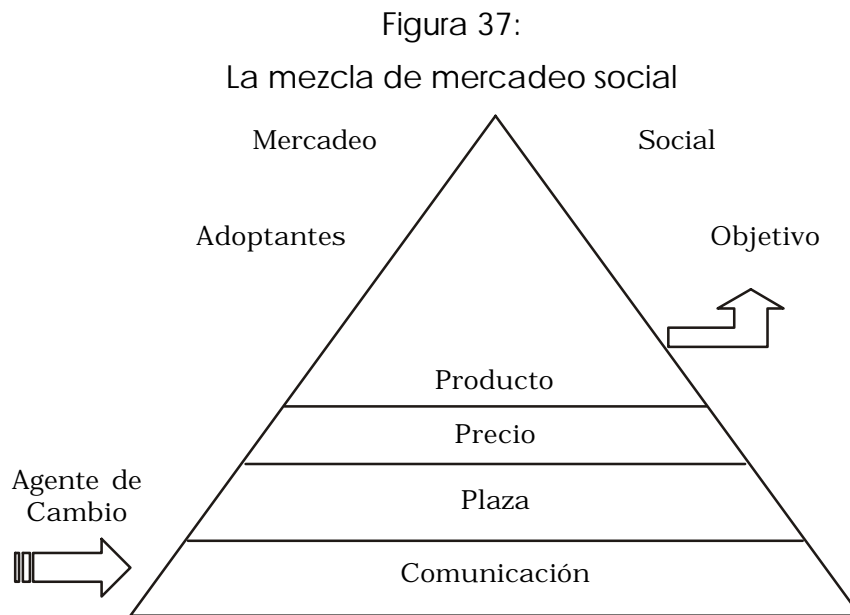 Figura 37:
La mezcla de mercadeo social
Mercadeo Social
Adoptantes Objetivo
Producto
Precio
Agente de
Cambio
Plaza
Comunicación